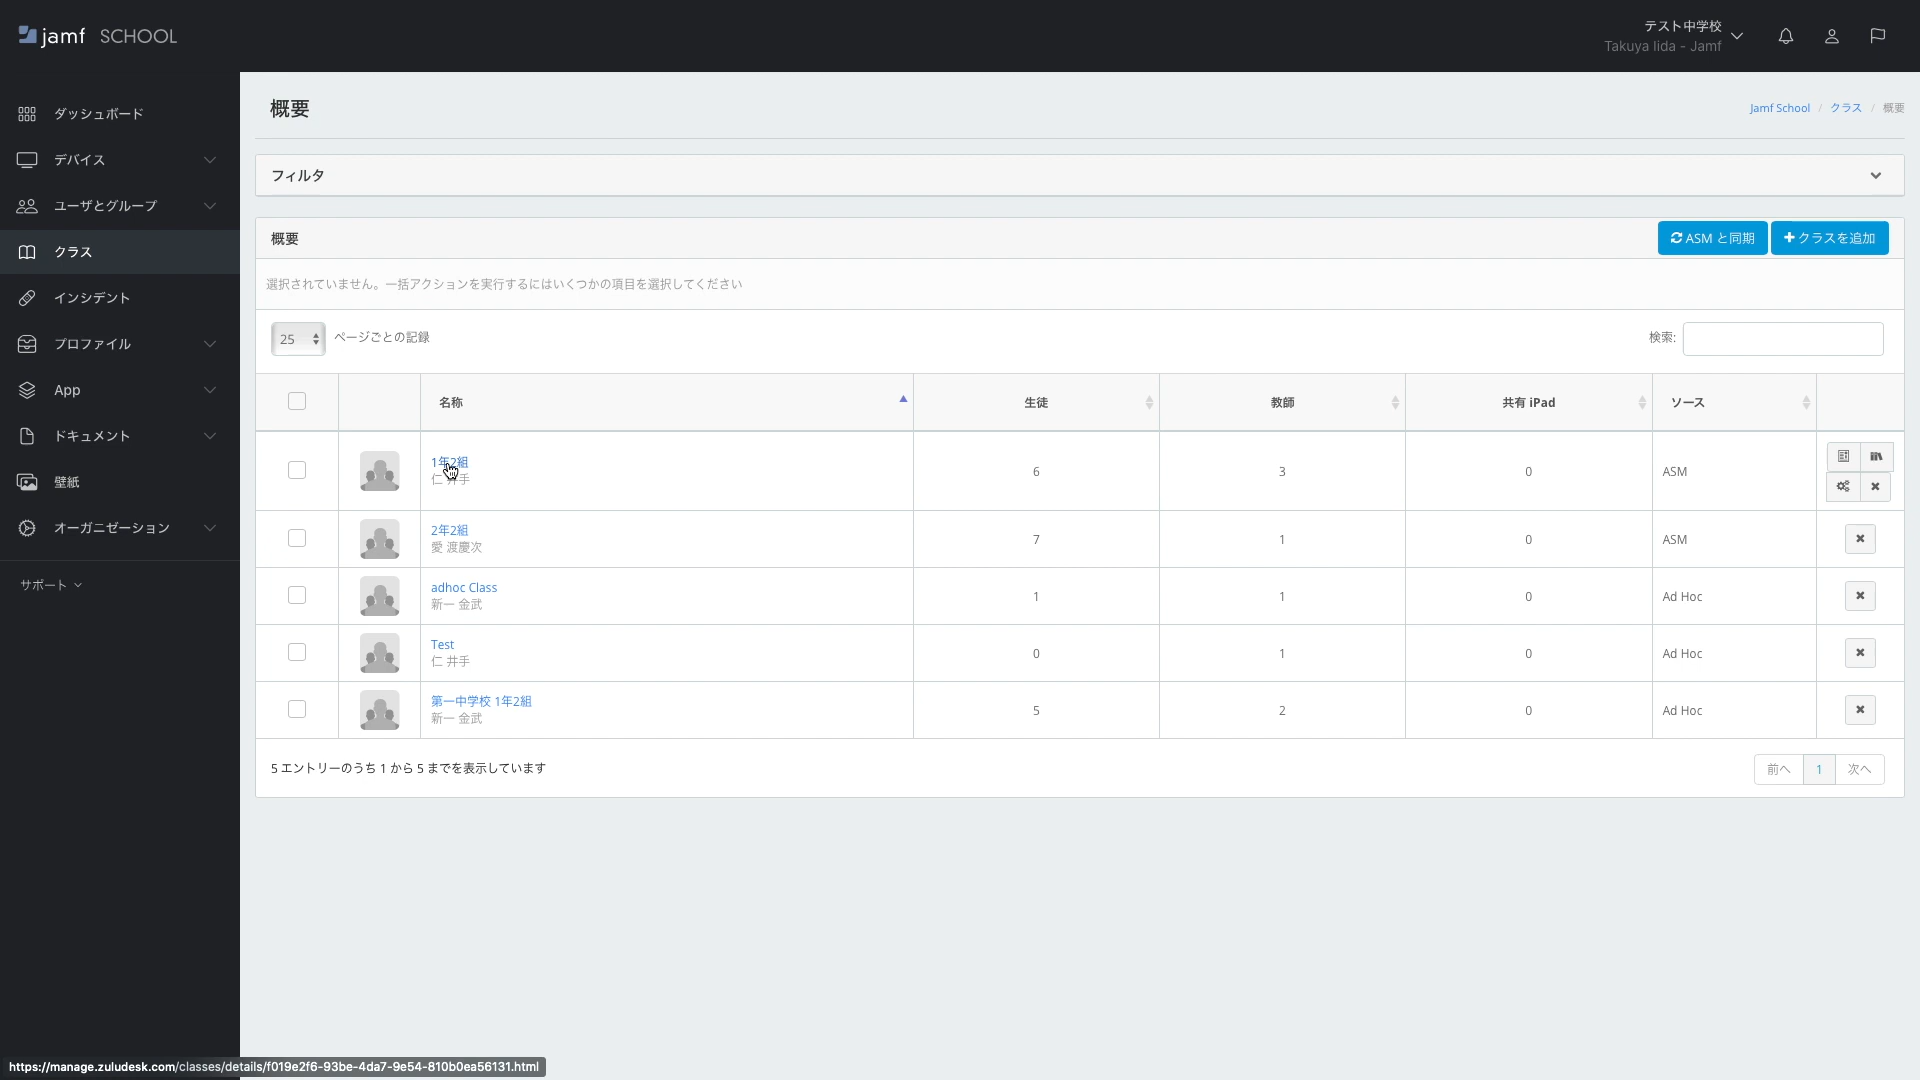 jamf SCHOOL
テスト中学校
Takuya Iida - Jamf
ダッシュボード
デバイス
ユーザとグループ
クラス
インシデント
プロファイル
App
ドキュメント
壁紙
オーガニゼーション
サポート
概要
Jamf School / クラス / 概要
フィルタ
概要
ASM と同期
クラスを追加
選択されていません。一括アクションを実行するにはいくつかの項目を選択してください
25 ページごとの記録
検索:
名称 生徒 教師 共有 iPad ソース
1年2組
仁 井手
6 3 0 ASM
2年2組
愛 渡慶次
7 1 0 ASM
adhoc Class
新一 金武
1 1 0 Ad Hoc
Test
仁 井手
0 1 0 Ad Hoc
第一中学校 1年2組
新一 金武
5 2 0 Ad Hoc
5 エントリーのうち 1 から 5 までを表示しています
前へ 1 次へ
https://manage.zuludesk.com/classes/details/f019e2f6-93be-4da7-9e54-810b0ea56131.html